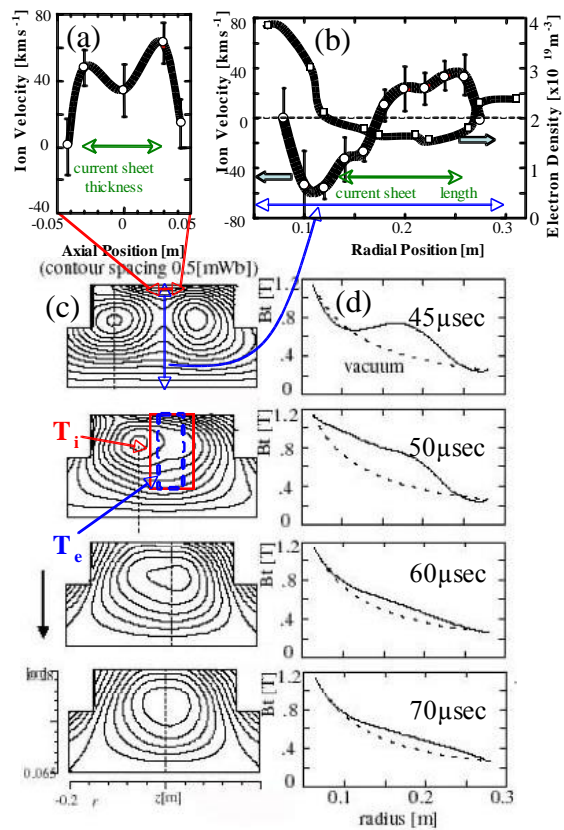 (a)
Ion Velocity [km s-1]
80
40
0
-40
current sheet
thickness
-0.05
0
0.05
Axial Position [m]
(b)
Ion Velocity [km s-1]
80
40
0
-40
-80
4
3
2
1
0
Electron Density [x10 19m-3]
current sheet length
0.1
0.2
0.3
Radial Position [m]
(contour spacing 0.5[mWb])
(c)
(d)
Bt [T]
1.2
.8
.4
0
45μsec
vacuum
Ti
Te
Bt [T]
1.2
.8
.4
0
50μsec
Bt [T]
1.2
.8
.4
0
60μsec
Bt [T]
1.2
.8
.4
0
70μsec
0.065
-0.2
r
z[m]
0.1
0.2
0.3
radius [m]